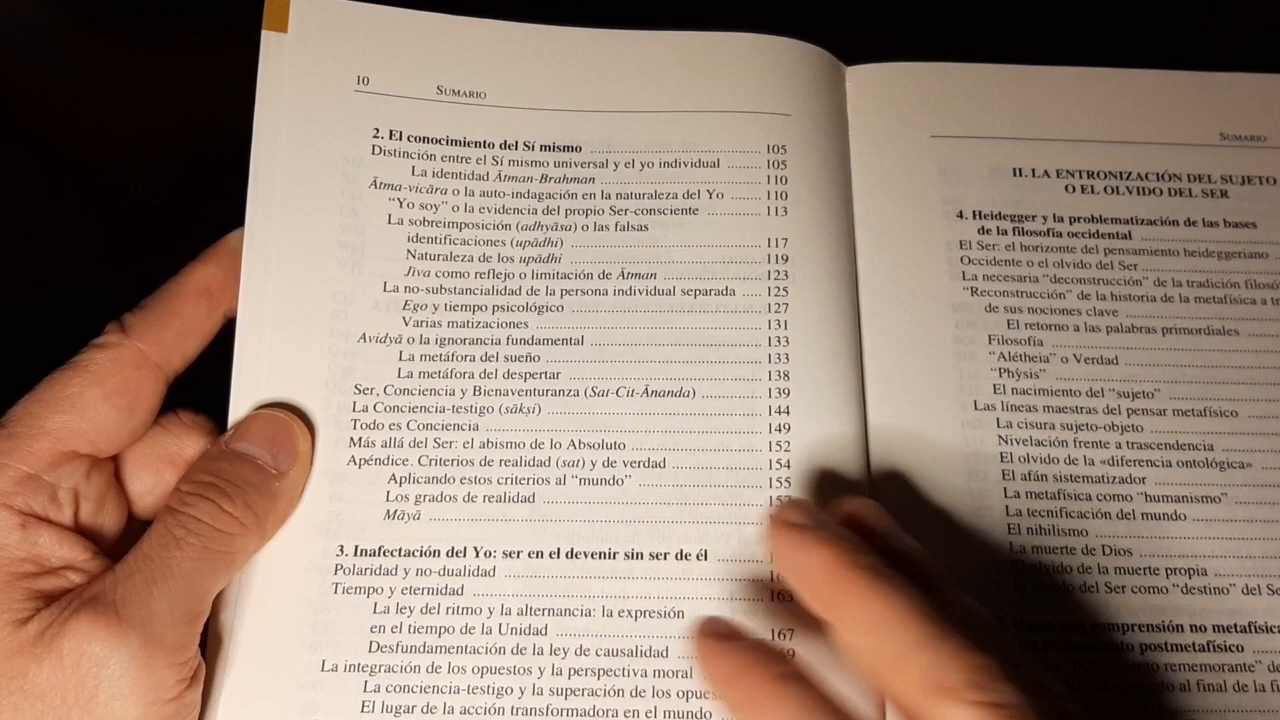 10
SUMARIO
2. El conocimiento del Sí mismo ........ 105
Distinción entre el Sí mismo universal y el yo individual ........ 105
La identidad Ātman-Brahman ........ 110
Ātma-vicāra o la auto-indagación en la naturaleza del Yo ........ 110
“Yo soy” o la evidencia del propio Ser-consciente ........ 113
La sobreimposición (adhyāsa) o las falsas
identificaciones (upādhi) ........ 117
Naturaleza de los upādhi ........ 119
Jīva como reflejo o limitación de Ātman ........ 123
La no-substancialidad de la persona individual separada ..... 125
Ego y tiempo psicológico ........ 127
Varias matizaciones ........ 131
Avidyā o la ignorancia fundamental ........ 133
La metáfora del sueño ........ 133
La metáfora del despertar ........ 138
Ser, Conciencia y Bienaventuranza (Sat-Cit-Ānanda) ........ 139
La Conciencia-testigo (sākṣi) ........ 144
Todo es Conciencia ........ 149
Más allá del Ser: el abismo de lo Absoluto ........ 152
Apéndice. Criterios de realidad (sat) y de verdad ........ 154
Aplicando estos criterios al “mundo” ........ 155
Los grados de realidad ........ 157
Māyā ........
3. Inafectación del Yo: ser en el devenir sin ser de él ........
Polaridad y no-dualidad ........
Tiempo y eternidad ........ 163
La ley del ritmo y la alternancia: la expresión
en el tiempo de la Unidad ........ 167
Desfundamentación de la ley de causalidad ........
La integración de los opuestos y la perspectiva moral
La conciencia-testigo y la superación de los
El lugar de la acción transformadora en el mundo ........
SUMARIO
II. LA ENTRONIZACIÓN DEL SUJETO
O EL OLVIDO DEL SER
4. Heidegger y la problematización de las bases
de la filosofía occidental ........
El Ser: el horizonte del pensamiento heideggeriano ...
Occidente o el olvido del Ser ........
La necesaria “deconstrucción” de la tradición
“Reconstrucción” de la historia de la metafísica a
de sus nociones clave ........
El retorno a las palabras primordiales ........
Filosofía ........
“Alétheia” o Verdad ........
“Phŷsis” ........
El nacimiento del “sujeto” ........
Las líneas maestras del pensar metafísico ........
La cisura sujeto-objeto ........
Nivelación frente a trascendencia ........
El olvido de la «diferencia ontológica» ........
El afán sistematizador ........
La metafísica como “humanismo” ........
La tecnificación del mundo ........
El nihilismo ........
La muerte de Dios ........
olvido de la muerte propia ........
del Ser como “destino” del
comprensión no
postmetafísico ........
rememorante”
al final de la